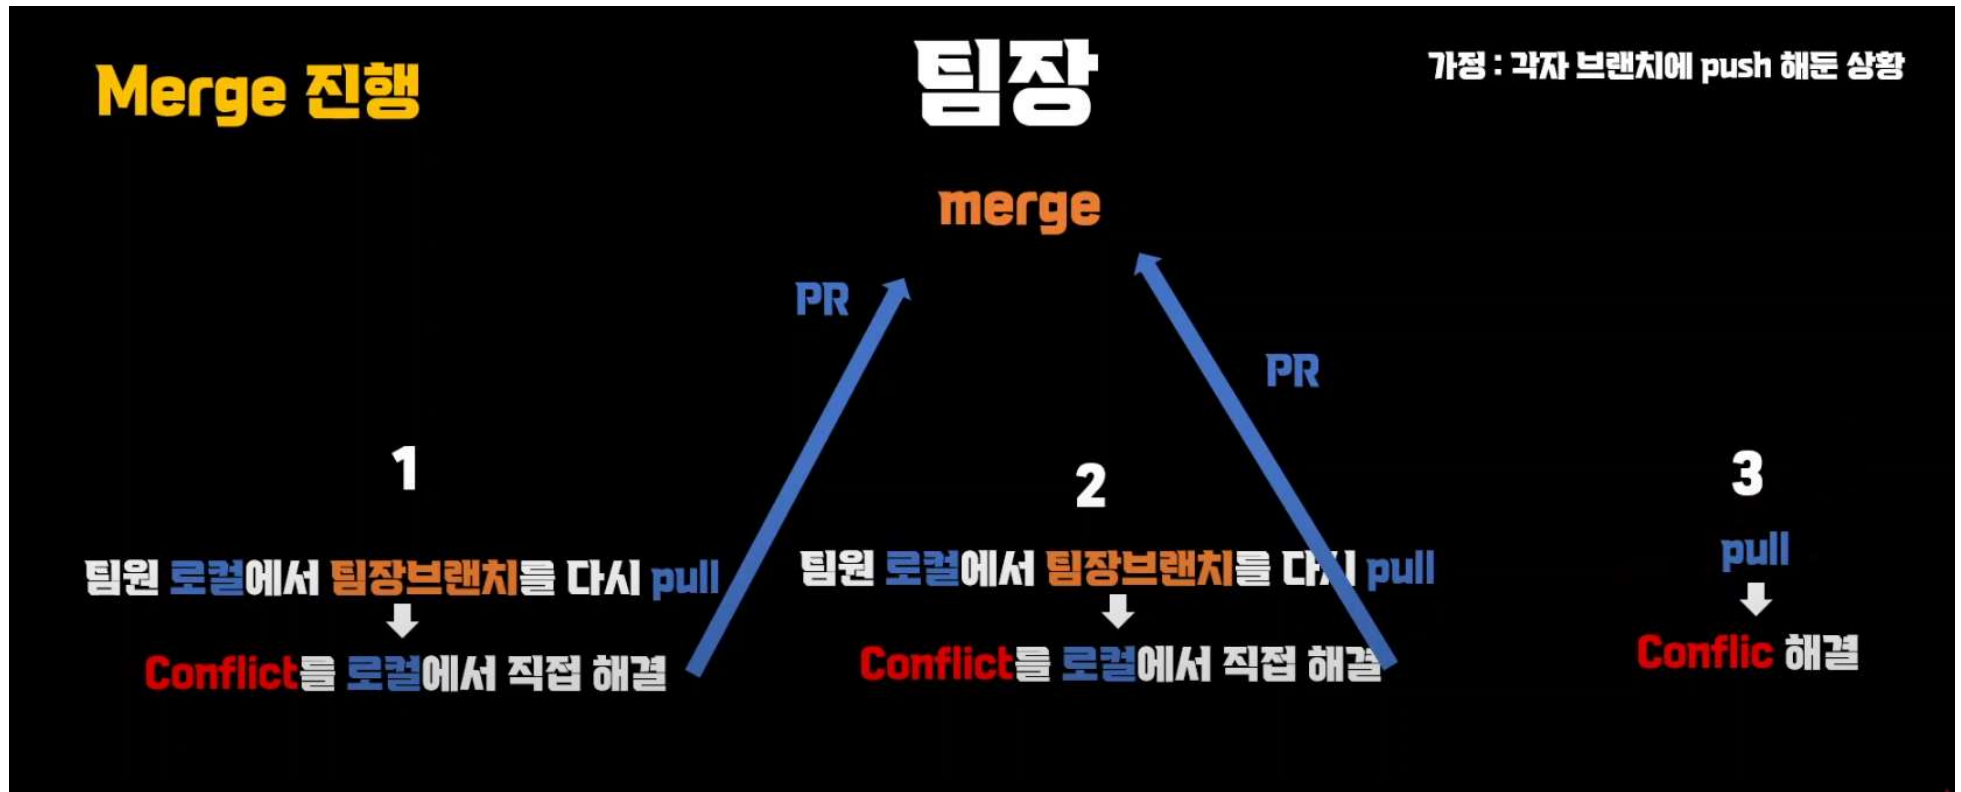 Merge 진행
팀장
가정 : 각자 브랜치에 push 해둔 상황
merge
PR
PR
1
팀원 로컬에서 팀장브랜치를 다시 pull
Conflict를 로컬에서 직접 해결
2
팀원 로컬에서 팀장브랜치를 다시 pull
Conflict를 로컬에서 직접 해결
3
pull
Conflic 해결